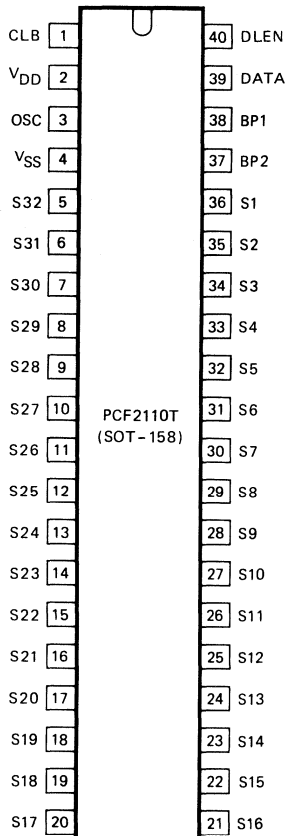 CLB 1 40 DLEN
VDD 2 39 DATA
OSC 3 38 BP1
VSS 4 37 BP2
S32 5 36 S1
S31 6 35 S2
S30 7 34 S3
S29 8 33 S4
S28 9 32 S5
S27 10 31 S6
PCF2110T
(SOT-158)
S26 11 30 S7
S25 12 29 S8
S24 13 28 S9
S23 14 27 S10
S22 15 26 S11
S21 16 25 S12
S20 17 24 S13
S19 18 23 S14
S18 19 22 S15
S17 20 21 S16